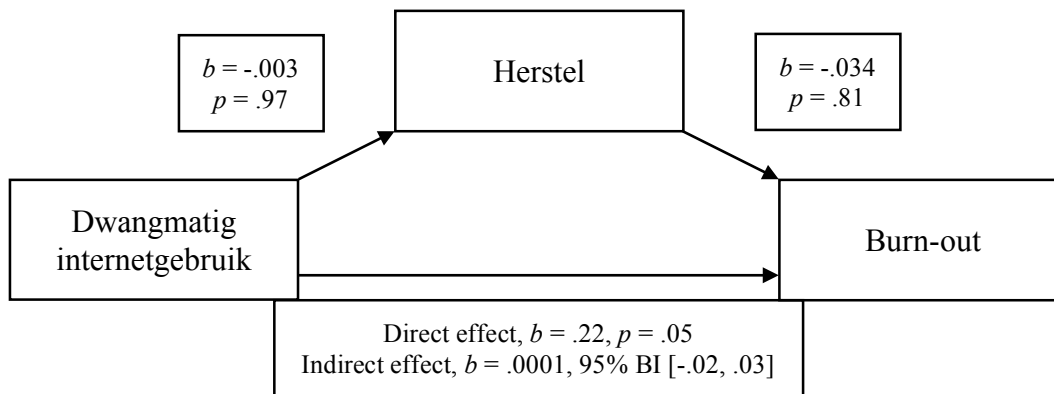 b = -.003
p = .97
Herstel
b = -.034
p = .81
Dwangmatig
internetgebruik
Burn-out
Direct effect, b = .22, p = .05
Indirect effect, b = .0001, 95% BI [-.02, .03]